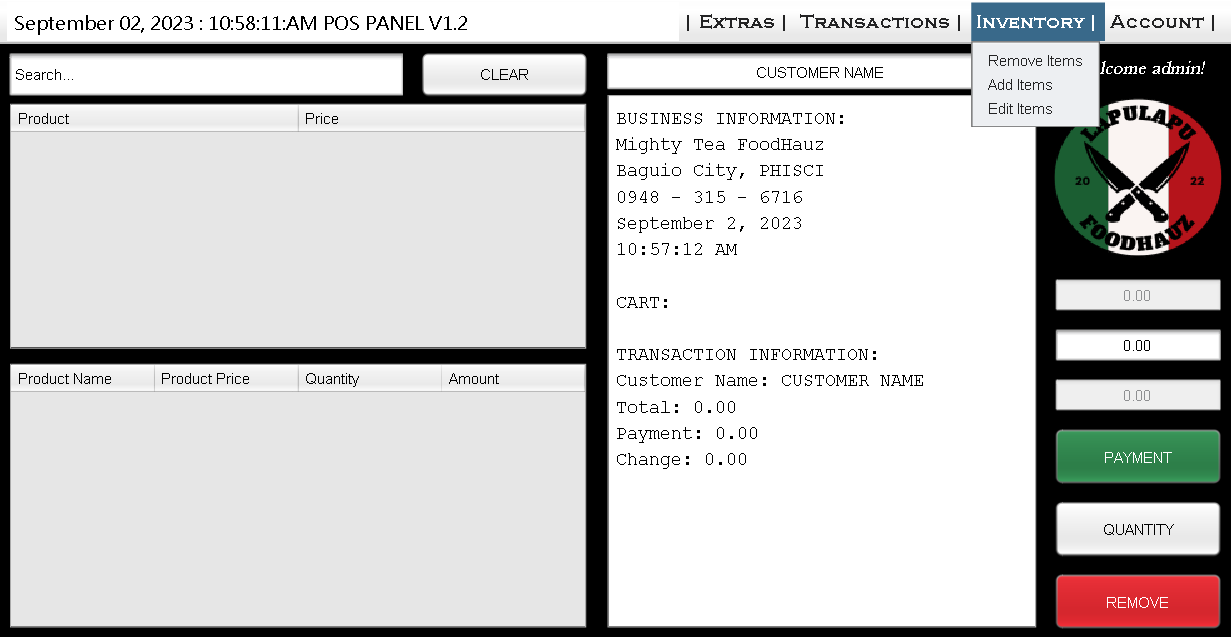 September 02, 2023 : 10:58:11:AM POS PANEL V1.2
| EXTRAS | TRANSACTIONS | INVENTORY | ACCOUNT |
Remove Items
Add Items
Edit Items
Search...
CLEAR
CUSTOMER NAME
lcome admin!
Product Price
BUSINESS INFORMATION:
Mighty Tea FoodHauz
Baguio City, PHISCI
0948 - 315 - 6716
September 2, 2023
10:57:12 AM
CART:
TRANSACTION INFORMATION:
Customer Name: CUSTOMER NAME
Total: 0.00
Payment: 0.00
Change: 0.00
Product Name Product Price Quantity Amount
LAPULAPU
20 22
FOODHAUZ
0.00
0.00
0.00
PAYMENT
QUANTITY
REMOVE